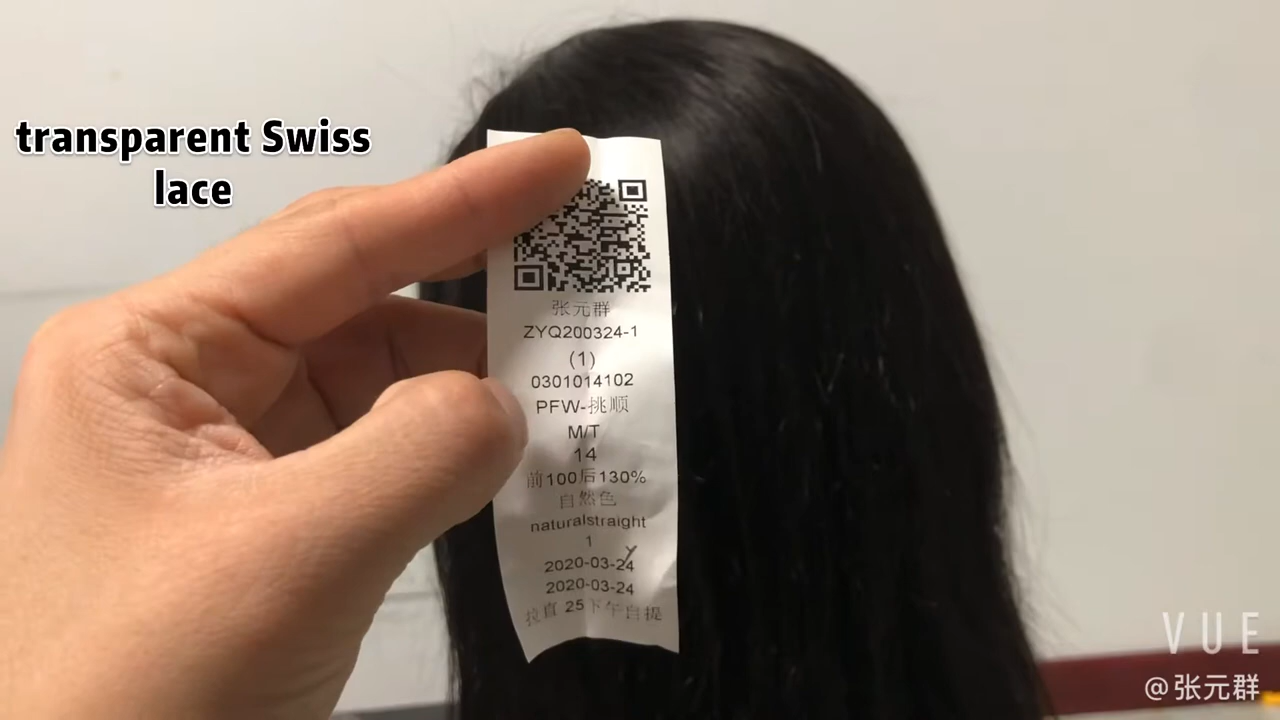 transparent Swiss
lace
张元群
ZYQ200324-1
(1)
0301014102
PFW-挑顺
M/T
14
前100后130%
自然色
naturalstraight
1
Y
2020-03-24
2020-03-24
拉直 25下午自提
VUE
@张元群